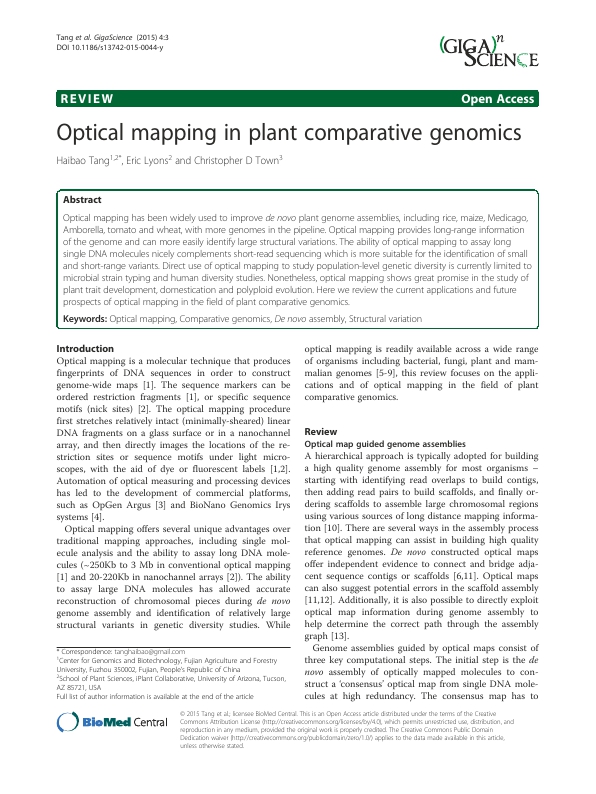 Tang et al. GigaScience (2015) 4:3
DOI 10.1186/s13742-015-0044-y
(GIGA)n
SCIENCE
REVIEW
Open Access
Optical mapping in plant comparative genomics
Haibao Tang1,2*, Eric Lyons2 and Christopher D Town3
Abstract
Optical mapping has been widely used to improve de novo plant genome assemblies, including rice, maize, Medicago,
Amborella, tomato and wheat, with more genomes in the pipeline. Optical mapping provides long-range information
of the genome and can more easily identify large structural variations. The ability of optical mapping to assay long
single DNA molecules nicely complements short-read sequencing which is more suitable for the identification of small
and short-range variants. Direct use of optical mapping to study population-level genetic diversity is currently limited to
microbial strain typing and human diversity studies. Nonetheless, optical mapping shows great promise in the study of
plant trait development, domestication and polyploid evolution. Here we review the current applications and future
prospects of optical mapping in the field of plant comparative genomics.
Keywords: Optical mapping, Comparative genomics, De novo assembly, Structural variation
Introduction
Optical mapping is a molecular technique that produces
fingerprints of DNA sequences in order to construct
genome-wide maps [1]. The sequence markers can be
ordered restriction fragments [1], or specific sequence
motifs (nick sites) [2]. The optical mapping procedure
first stretches relatively intact (minimally-sheared) linear
DNA fragments on a glass surface or in a nanochannel
array, and then directly images the locations of the re-
striction sites or sequence motifs under light micro-
scopes, with the aid of dye or fluorescent labels [1,2].
Automation of optical measuring and processing devices
has led to the development of commercial platforms,
such as OpGen Argus [3] and BioNano Genomics Irys
systems [4].
Optical mapping offers several unique advantages over
traditional mapping approaches, including single mol-
ecule analysis and the ability to assay long DNA mole-
cules (~250Kb to 3 Mb in conventional optical mapping
[1] and 20-220Kb in nanochannel arrays [2]). The ability
to assay large DNA molecules has allowed accurate
reconstruction of chromosomal pieces during de novo
genome assembly and identification of relatively large
structural variants in genetic diversity studies. While
optical mapping is readily available across a wide range
of organisms including bacterial, fungi, plant and mam-
malian genomes [5-9], this review focuses on the appli-
cations and of optical mapping in the field of plant
comparative genomics.
Review
Optical map guided genome assemblies
A hierarchical approach is typically adopted for building
a high quality genome assembly for most organisms –
starting with identifying read overlaps to build contigs,
then adding read pairs to build scaffolds, and finally or-
dering scaffolds to assemble large chromosomal regions
using various sources of long distance mapping informa-
tion [10]. There are several ways in the assembly process
that optical mapping can assist in building high quality
reference genomes. De novo constructed optical maps
offer independent evidence to connect and bridge adja-
cent sequence contigs or scaffolds [6,11]. Optical maps
can also suggest potential errors in the scaffold assembly
[11,12]. Additionally, it is also possible to directly exploit
optical map information during genome assembly to
help determine the correct path through the assembly
graph [13].
Genome assemblies guided by optical maps consist of
three key computational steps. The initial step is the de
novo assembly of optically mapped molecules to con-
struct a 'consensus' optical map from single DNA mole-
cules at high redundancy. The consensus map has to
* Correspondence: tanghaibao@gmail.com
1Center for Genomics and Biotechnology, Fujian Agriculture and Forestry
University, Fuzhou 350002, Fujian, People's Republic of China
2School of Plant Sciences, iPlant Collaborative, University of Arizona, Tucson,
AZ 85721, USA
Full list of author information is available at the end of the article
BioMed Central
© 2015 Tang et al.; licensee BioMed Central. This is an Open Access article distributed under the terms of the Creative
Commons Attribution License (http://creativecommons.org/licenses/by/4.0), which permits unrestricted use, distribution, and
reproduction in any medium, provided the original work is properly credited. The Creative Commons Public Domain
Dedication waiver (http://creativecommons.org/publicdomain/zero/1.0/) applies to the data made available in this article,
unless otherwise stated.